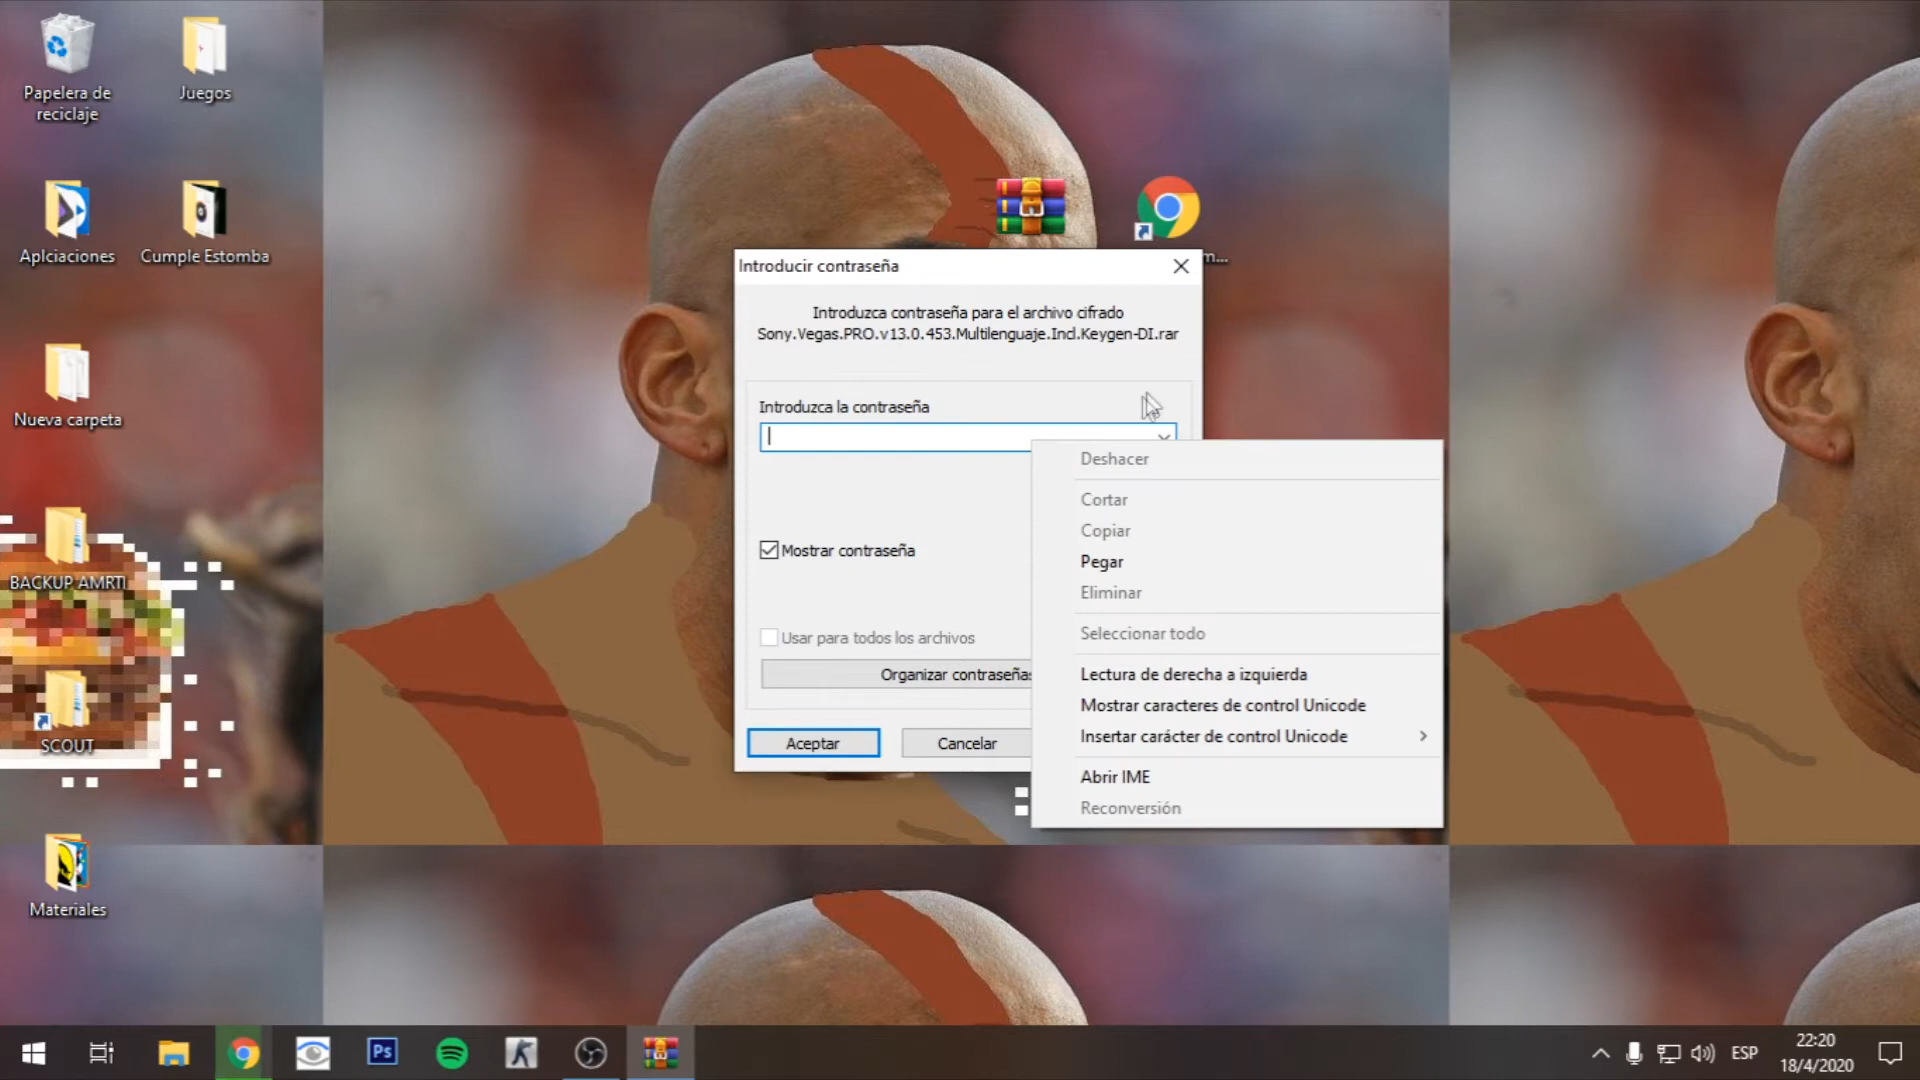 Papelera de
reciclaje
Juegos
Aplciaciones
Cumple Estomba
Nueva carpeta
BACKUP AMRTI
SCOUT
Materiales
m...
Introducir contraseña
Introduzca contraseña para el archivo cifrado
Sony.Vegas.PRO.v13.0.453.Multilenguaje.Incl.Keygen-DI.rar
Introduzca la contraseña
Mostrar contraseña
Usar para todos los archivos
Organizar contraseñas
Aceptar
Cancelar
Deshacer
Cortar
Copiar
Pegar
Eliminar
Seleccionar todo
Lectura de derecha a izquierda
Mostrar caracteres de control Unicode
Insertar carácter de control Unicode
Abrir IME
Reconversión
Ps
ESP
22:20
18/4/2020